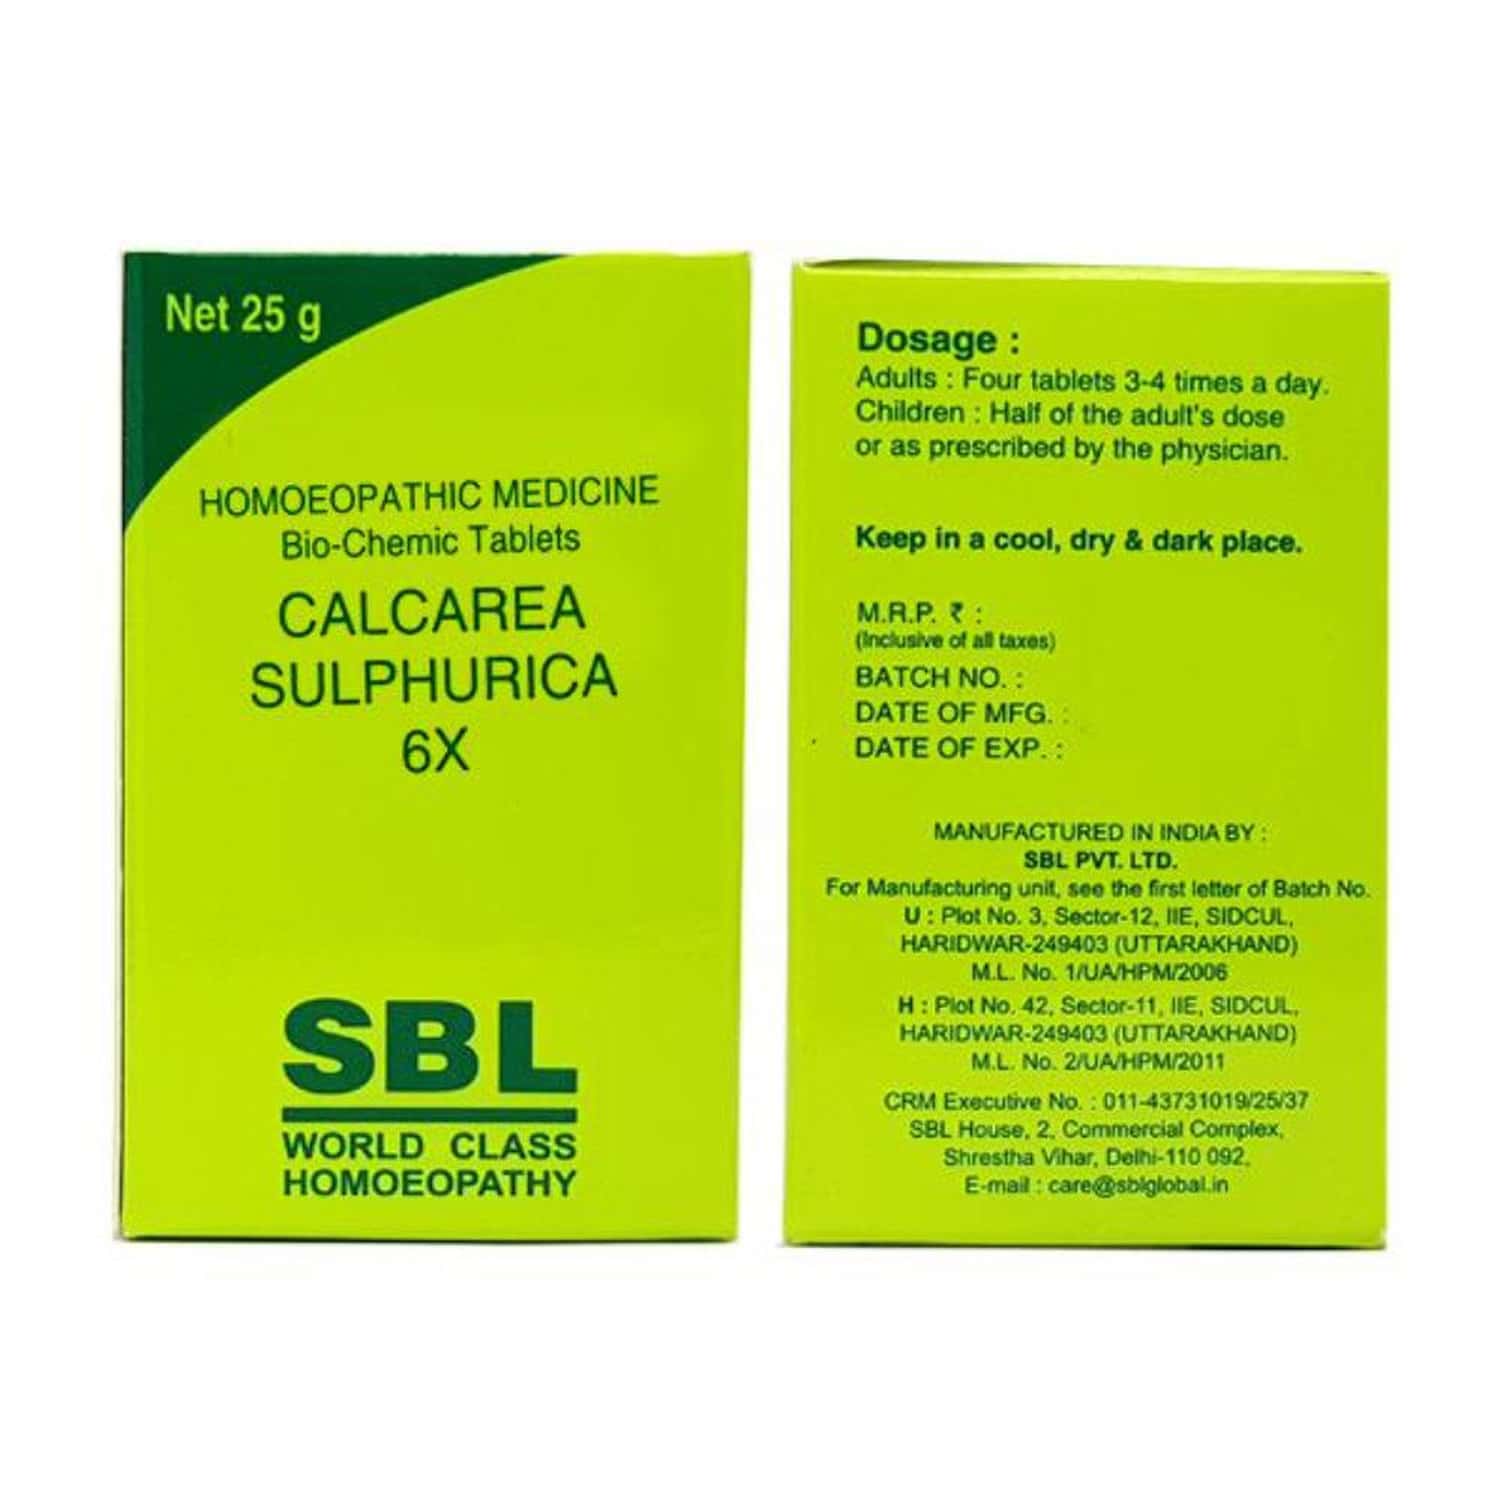 Net 25 g
HOMOEOPATHIC MEDICINE
Bio-Chemic Tablets
CALCAREA
SULPHURICA
6X
SBL
WORLD CLASS
HOMOEOPATHY
Dosage :
Adults : Four tablets 3-4 times a day.
Children : Half of the adult's dose
or as prescribed by the physician.
Keep in a cool, dry & dark place.
M.R.P. ₹ :
(Inclusive of all taxes)
BATCH NO. :
DATE OF MFG. :
DATE OF EXP. :
MANUFACTURED IN INDIA BY :
SBL PVT. LTD.
For Manufacturing unit, see the first letter of Batch No.
U : Plot No. 3, Sector-12, IIE, SIDCUL,
HARIDWAR-249403 (UTTARAKHAND)
M.L. No. 1/UA/HPM/2006
H : Plot No. 42, Sector-11, IIE, SIDCUL,
HARIDWAR-249403 (UTTARAKHAND)
M.L. No. 2/UA/HPM/2011
CRM Executive No. : 011-43731019/25/37
SBL House, 2, Commercial Complex,
Shrestha Vihar, Delhi-110 092,
E-mail : care@sblglobal.in